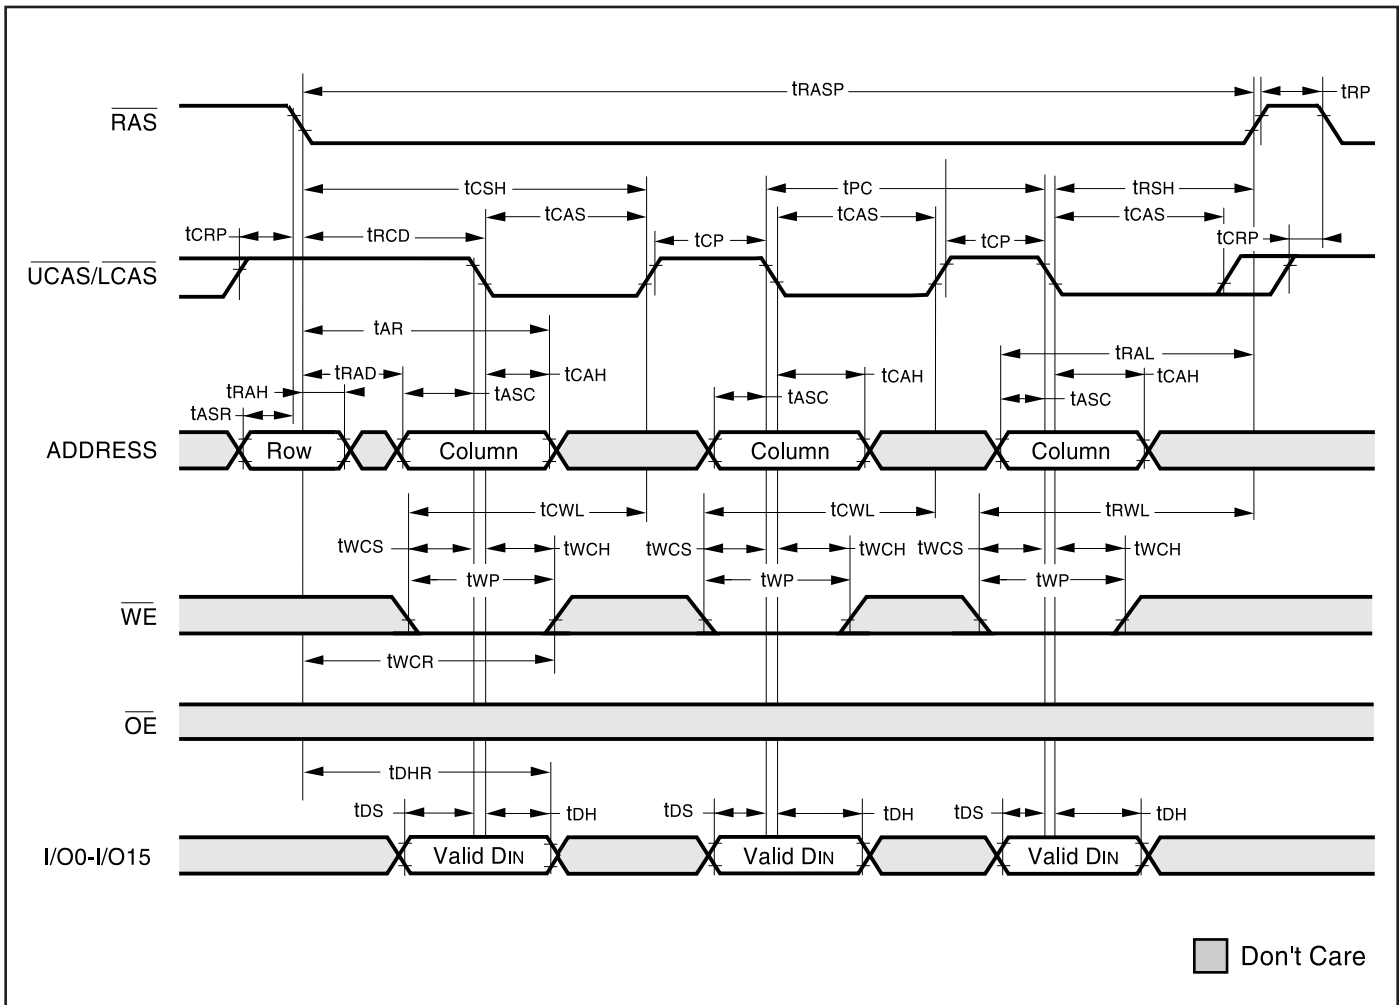 tRASP
tRP
RAS
tCSH
tPC
tRSH
tCAS
tCAS
tCAS
tCRP
tRCD
tCP
tCP
tCRP
UCAS/LCAS
tAR
tRAL
tRAD
tCAH
tCAH
tCAH
tRAH
tASC
tASC
tASC
tASR
ADDRESS
Row
Column
Column
Column
tCWL
tCWL
tRWL
tWCS
tWCH
tWCS
tWCH
tWCS
tWCH
tWP
tWP
tWP
WE
tWCR
OE
tDHR
tDS
tDH
tDS
tDH
tDS
tDH
I/O0-I/O15
Valid DIN
Valid DIN
Valid DIN
Don't Care